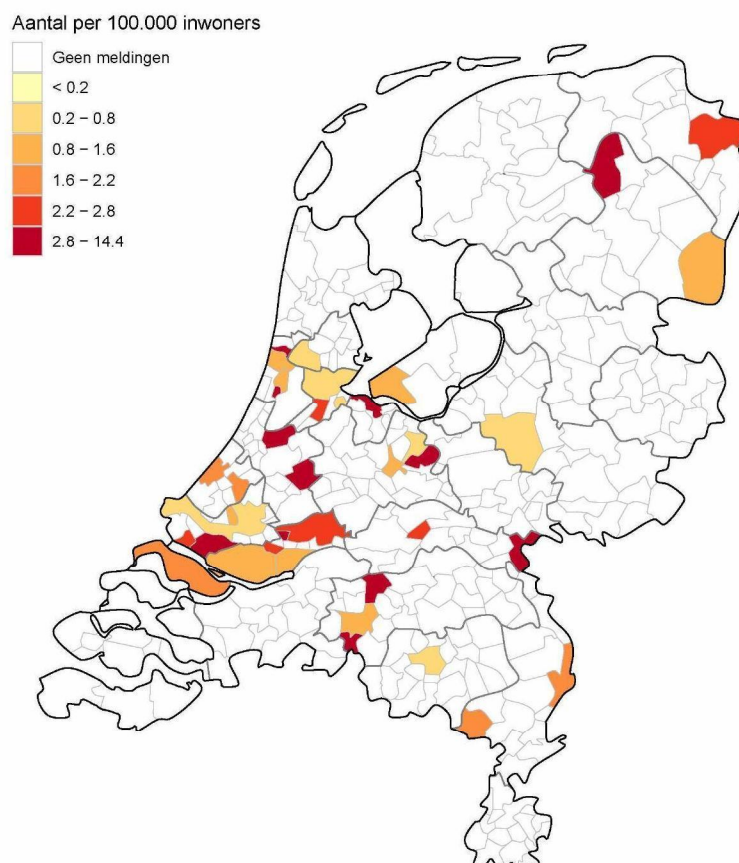 Aantal per 100.000 inwoners
Geen meldingen
< 0.2
0.2 – 0.8
0.8 – 1.6
1.6 – 2.2
2.2 – 2.8
2.8 – 14.4